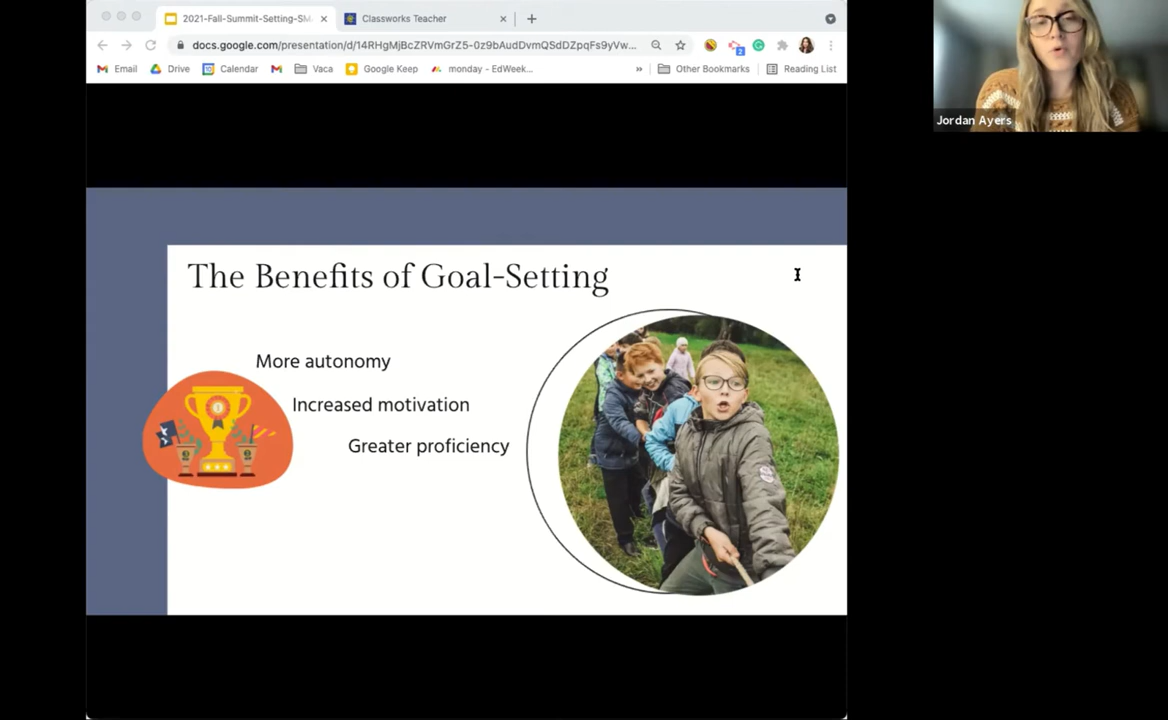 2021-Fall-Summit-Setting-SM
Classworks Teacher
docs.google.com/presentation/d/14RHgMjBcZRVmGrZ5-0z9bAudDvmQSdDZpqFs9yVw...
2
Email
Drive
Calendar
Vaca
Google Keep
monday - EdWeek...
»
Other Bookmarks
Reading List
Jordan Ayers
The Benefits of Goal-Setting
More autonomy
Increased motivation
Greater proficiency